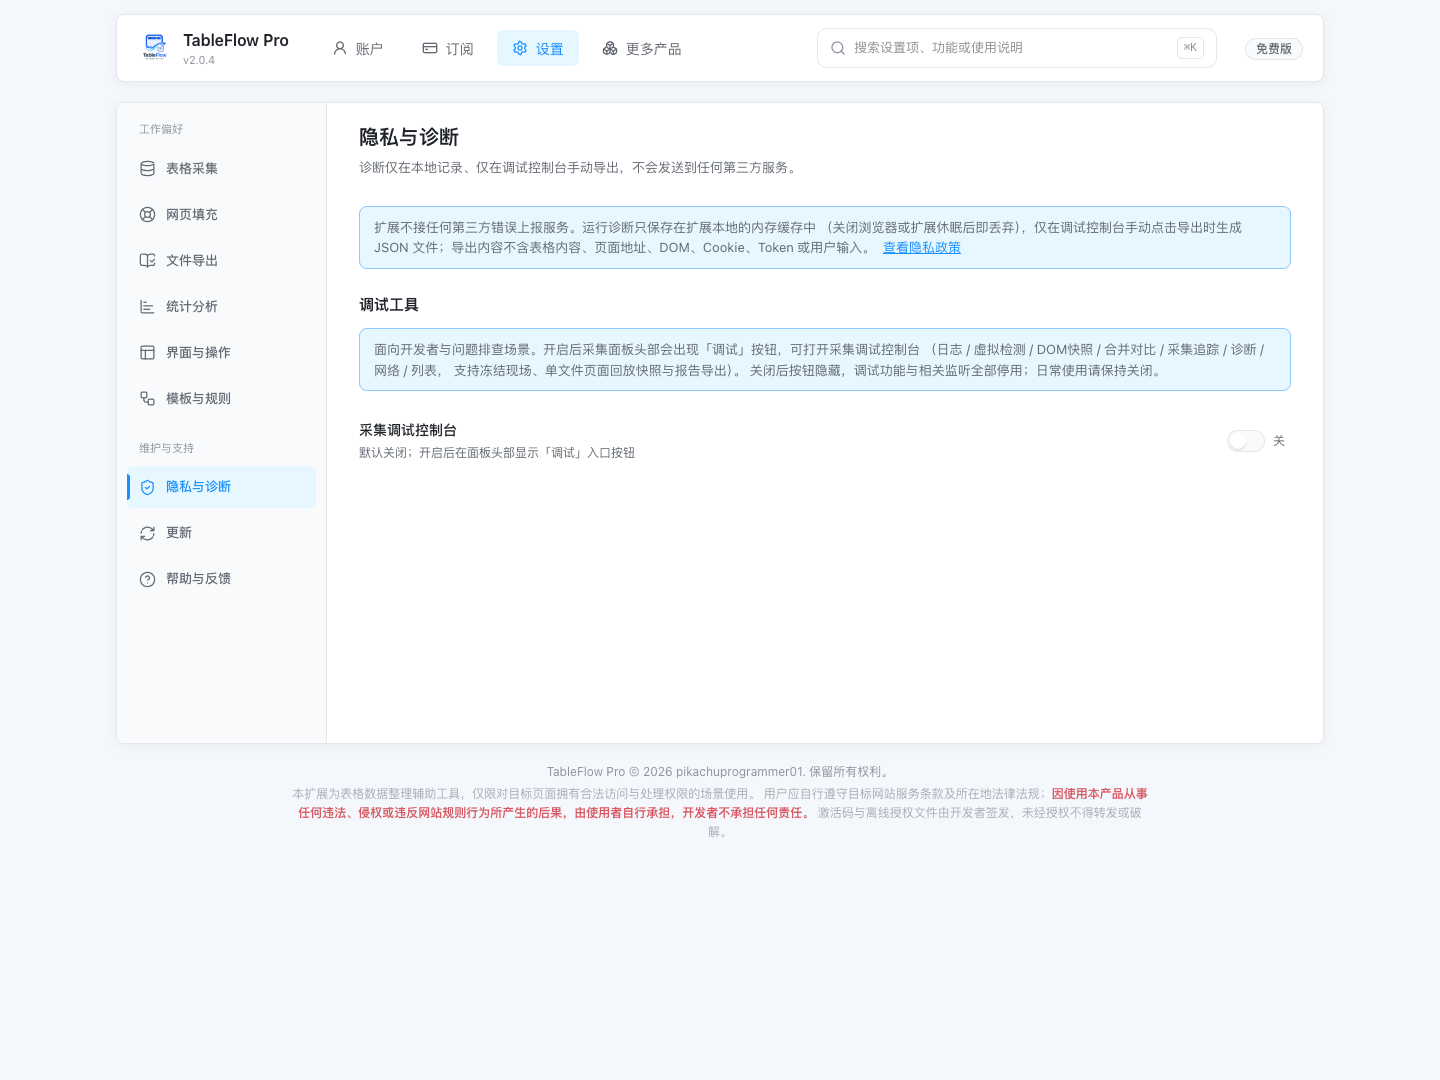 TableFlow
TableFlow Pro
v2.0.4
账户
订阅
设置
更多产品
搜索设置项、功能或使用说明
⌘K
免费版
工作偏好
表格采集
网页填充
文件导出
统计分析
界面与操作
模板与规则
维护与支持
隐私与诊断
更新
帮助与反馈
隐私与诊断
诊断仅在本地记录、仅在调试控制台手动导出，不会发送到任何第三方服务。
扩展不接任何第三方错误上报服务。运行诊断只保存在扩展本地的内存缓存中 （关闭浏览器或扩展休眠后即丢弃），仅在调试控制台手动点击导出时生成
JSON 文件；导出内容不含表格内容、页面地址、DOM、Cookie、Token 或用户输入。 查看隐私政策
调试工具
面向开发者与问题排查场景。开启后采集面板头部会出现「调试」按钮，可打开采集调试控制台 （日志 / 虚拟检测 / DOM快照 / 合并对比 / 采集追踪 / 诊断 /
网络 / 列表， 支持冻结现场、单文件页面回放快照与报告导出）。 关闭后按钮隐藏，调试功能与相关监听全部停用；日常使用请保持关闭。
采集调试控制台
默认关闭；开启后在面板头部显示「调试」入口按钮
关
TableFlow Pro © 2026 pikachuprogrammer01. 保留所有权利。
本扩展为表格数据整理辅助工具，仅限对目标页面拥有合法访问与处理权限的场景使用。 用户应自行遵守目标网站服务条款及所在地法律法规；因使用本产品从事
任何违法、侵权或违反网站规则行为所产生的后果，由使用者自行承担，开发者不承担任何责任。 激活码与离线授权文件由开发者签发，未经授权不得转发或破
解。